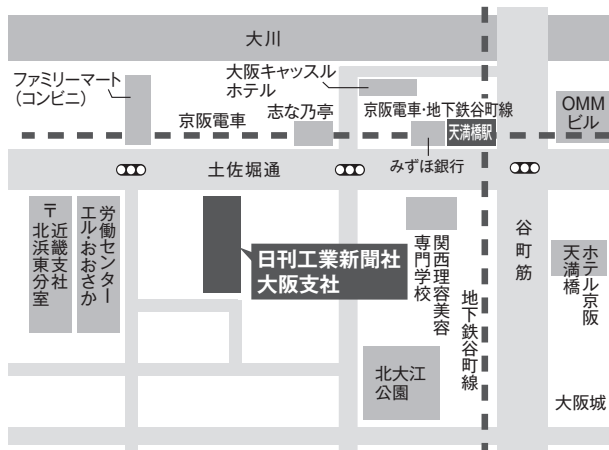 大川
ファミリーマート
（コンビニ）
大阪キャッスル
ホテル
京阪電車
志な乃亭
京阪電車・地下鉄谷町線
天満橋駅
OMM
ビル
土佐堀通
みずほ銀行
〒近畿支社
北浜東分室
労働センター
エル・おおさか
日刊工業新聞社
大阪支社
関西理容美容
専門学校
地下鉄谷町線
谷町筋
ホテル京阪
天満橋
北大江
公園
大阪城